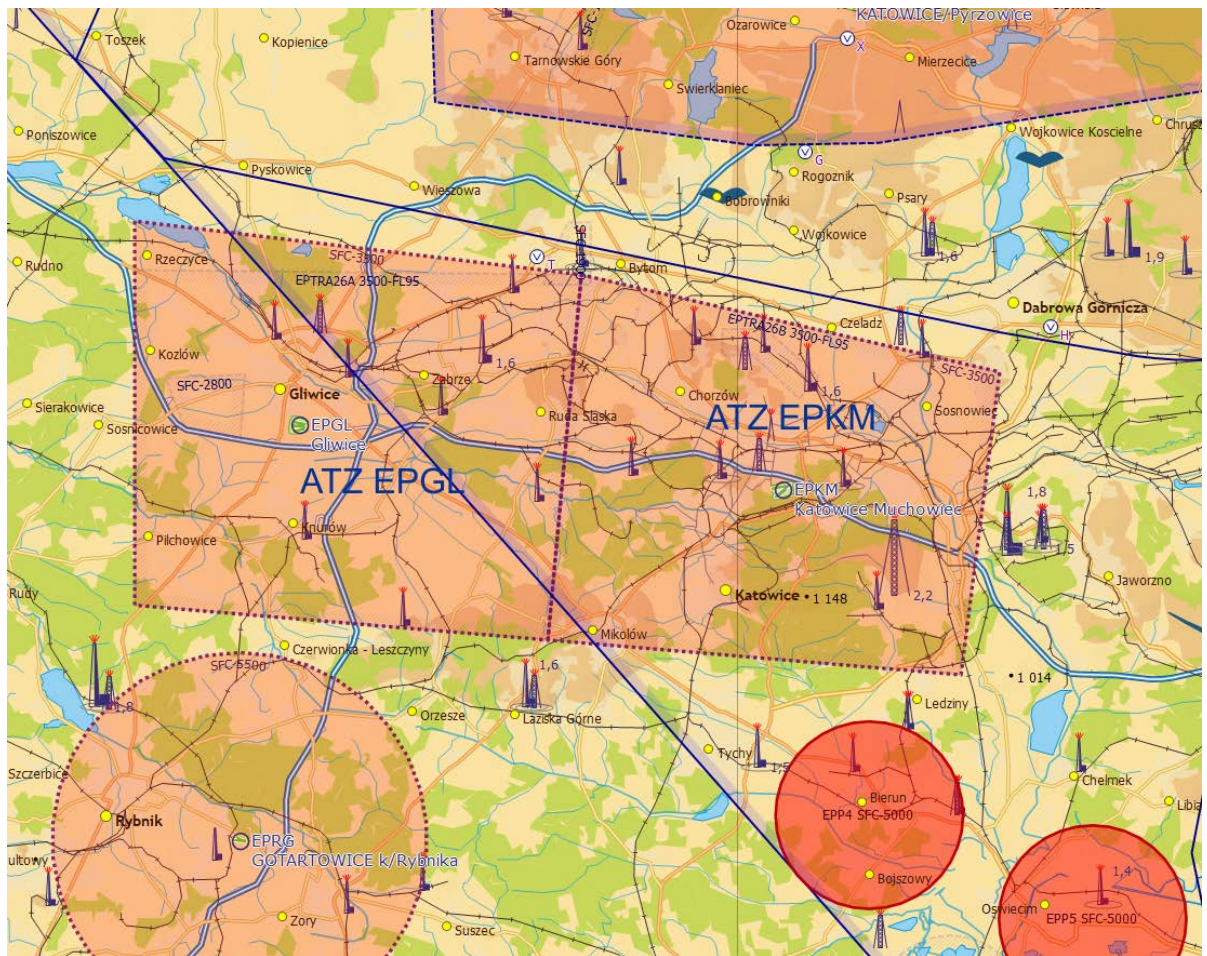 KATOWICE/Pyrzowice
Ozarowice
Toszek
Kopienice
X
Mierzecice
Tarnowskie Góry
Swierklaniec
Poniszowice
Wojkowice Koscielne
G
Pyskowice
Wieszowa
Rogoznik
Bobrowniki
Psary
Wojkowice
Rzeczyce
SFC-3500
Rudno
T
Bytom
1,6
1,9
EPTRA26A 3500-FL95
Dabrowa Górnicza
EPTRA26B 3500-FL95
Czeladz
H
Kozlów
1,6
SFC-3500
SFC-2800
Zabrze
Gliwice
Chorzów
1,6
Sierakowice
Ruda Slaska
ATZ EPKM
Sosnowiec
Sosnicowice
EPGL
Gliwice
ATZ EPGL
EPKM
Katowice Muchowiec
1,8
Knurów
Pilchowice
1,5
Jaworzno
Rudy
Katowice
1 148
2,2
Mikolów
Czerwionka - Leszczyny
SFC-5500
1,6
1 014
Ledziny
1,8
Orzesze
Laziska Górne
Tychy
1,5
Szczerbice
Chelmek
Bierun
EPP4 SFC-5000
Rybnik
EPRG
GOTARTOWICE k/Rybnika
Bojszowy
1,4
Oswiecim
EPP5 SFC-5000
Zory
Suszec